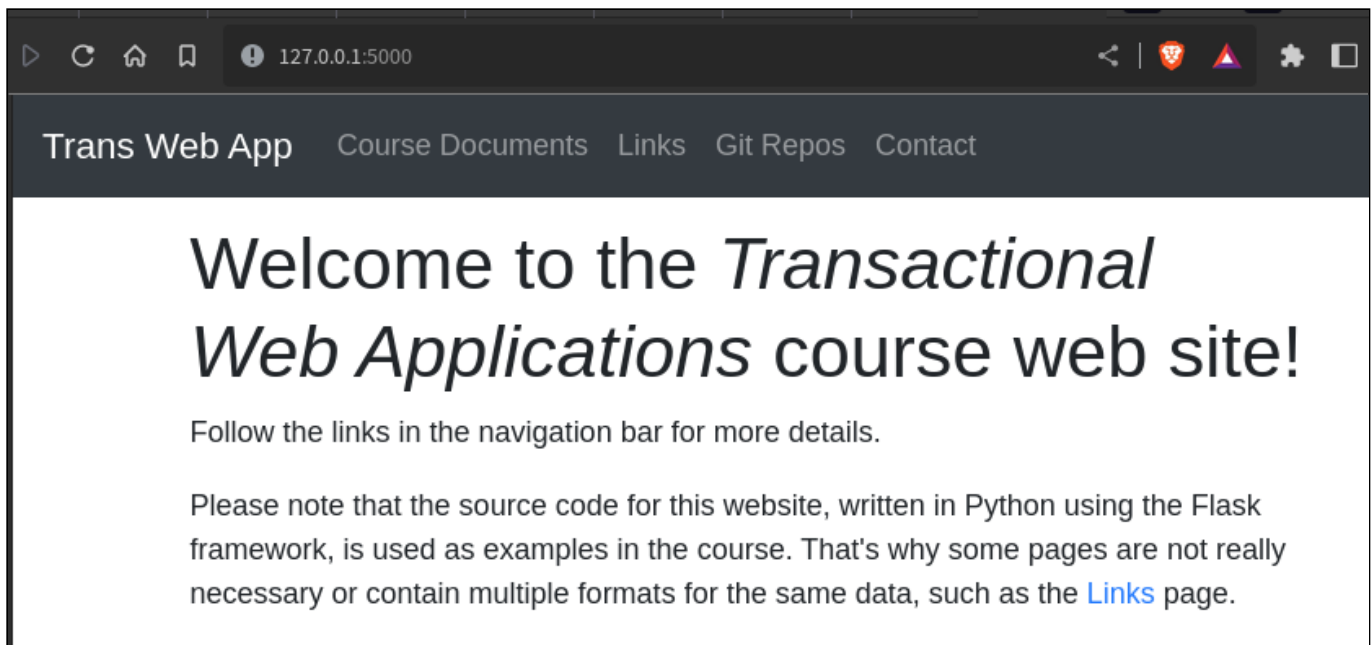 127.0.0.1:5000
Trans Web App Course Documents Links Git Repos Contact
Welcome to the Transactional
Web Applications course web site!
Follow the links in the navigation bar for more details.
Please note that the source code for this website, written in Python using the Flask
framework, is used as examples in the course. That's why some pages are not really
necessary or contain multiple formats for the same data, such as the Links page.